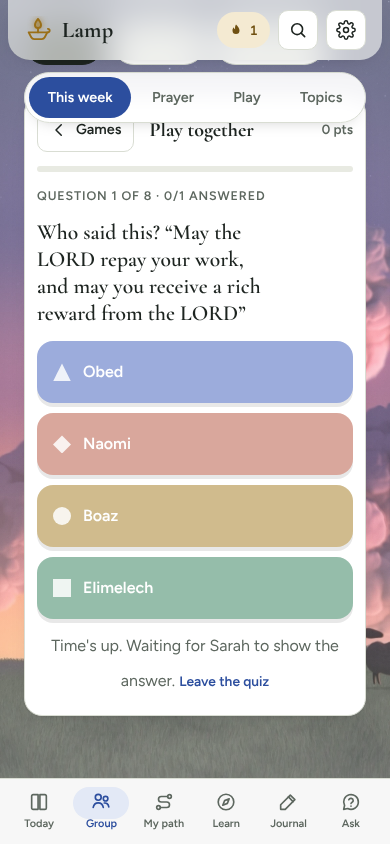 Lamp
1
This week
Prayer
Play
Topics
Games
Play together
0 pts
QUESTION 1 OF 8 · 0/1 ANSWERED
Who said this? “May the
LORD repay your work,
and may you receive a rich
reward from the LORD”
Obed
Naomi
Boaz
Elimelech
Time's up. Waiting for Sarah to show the
answer. Leave the quiz
Today
Group
My path
Learn
Journal
Ask